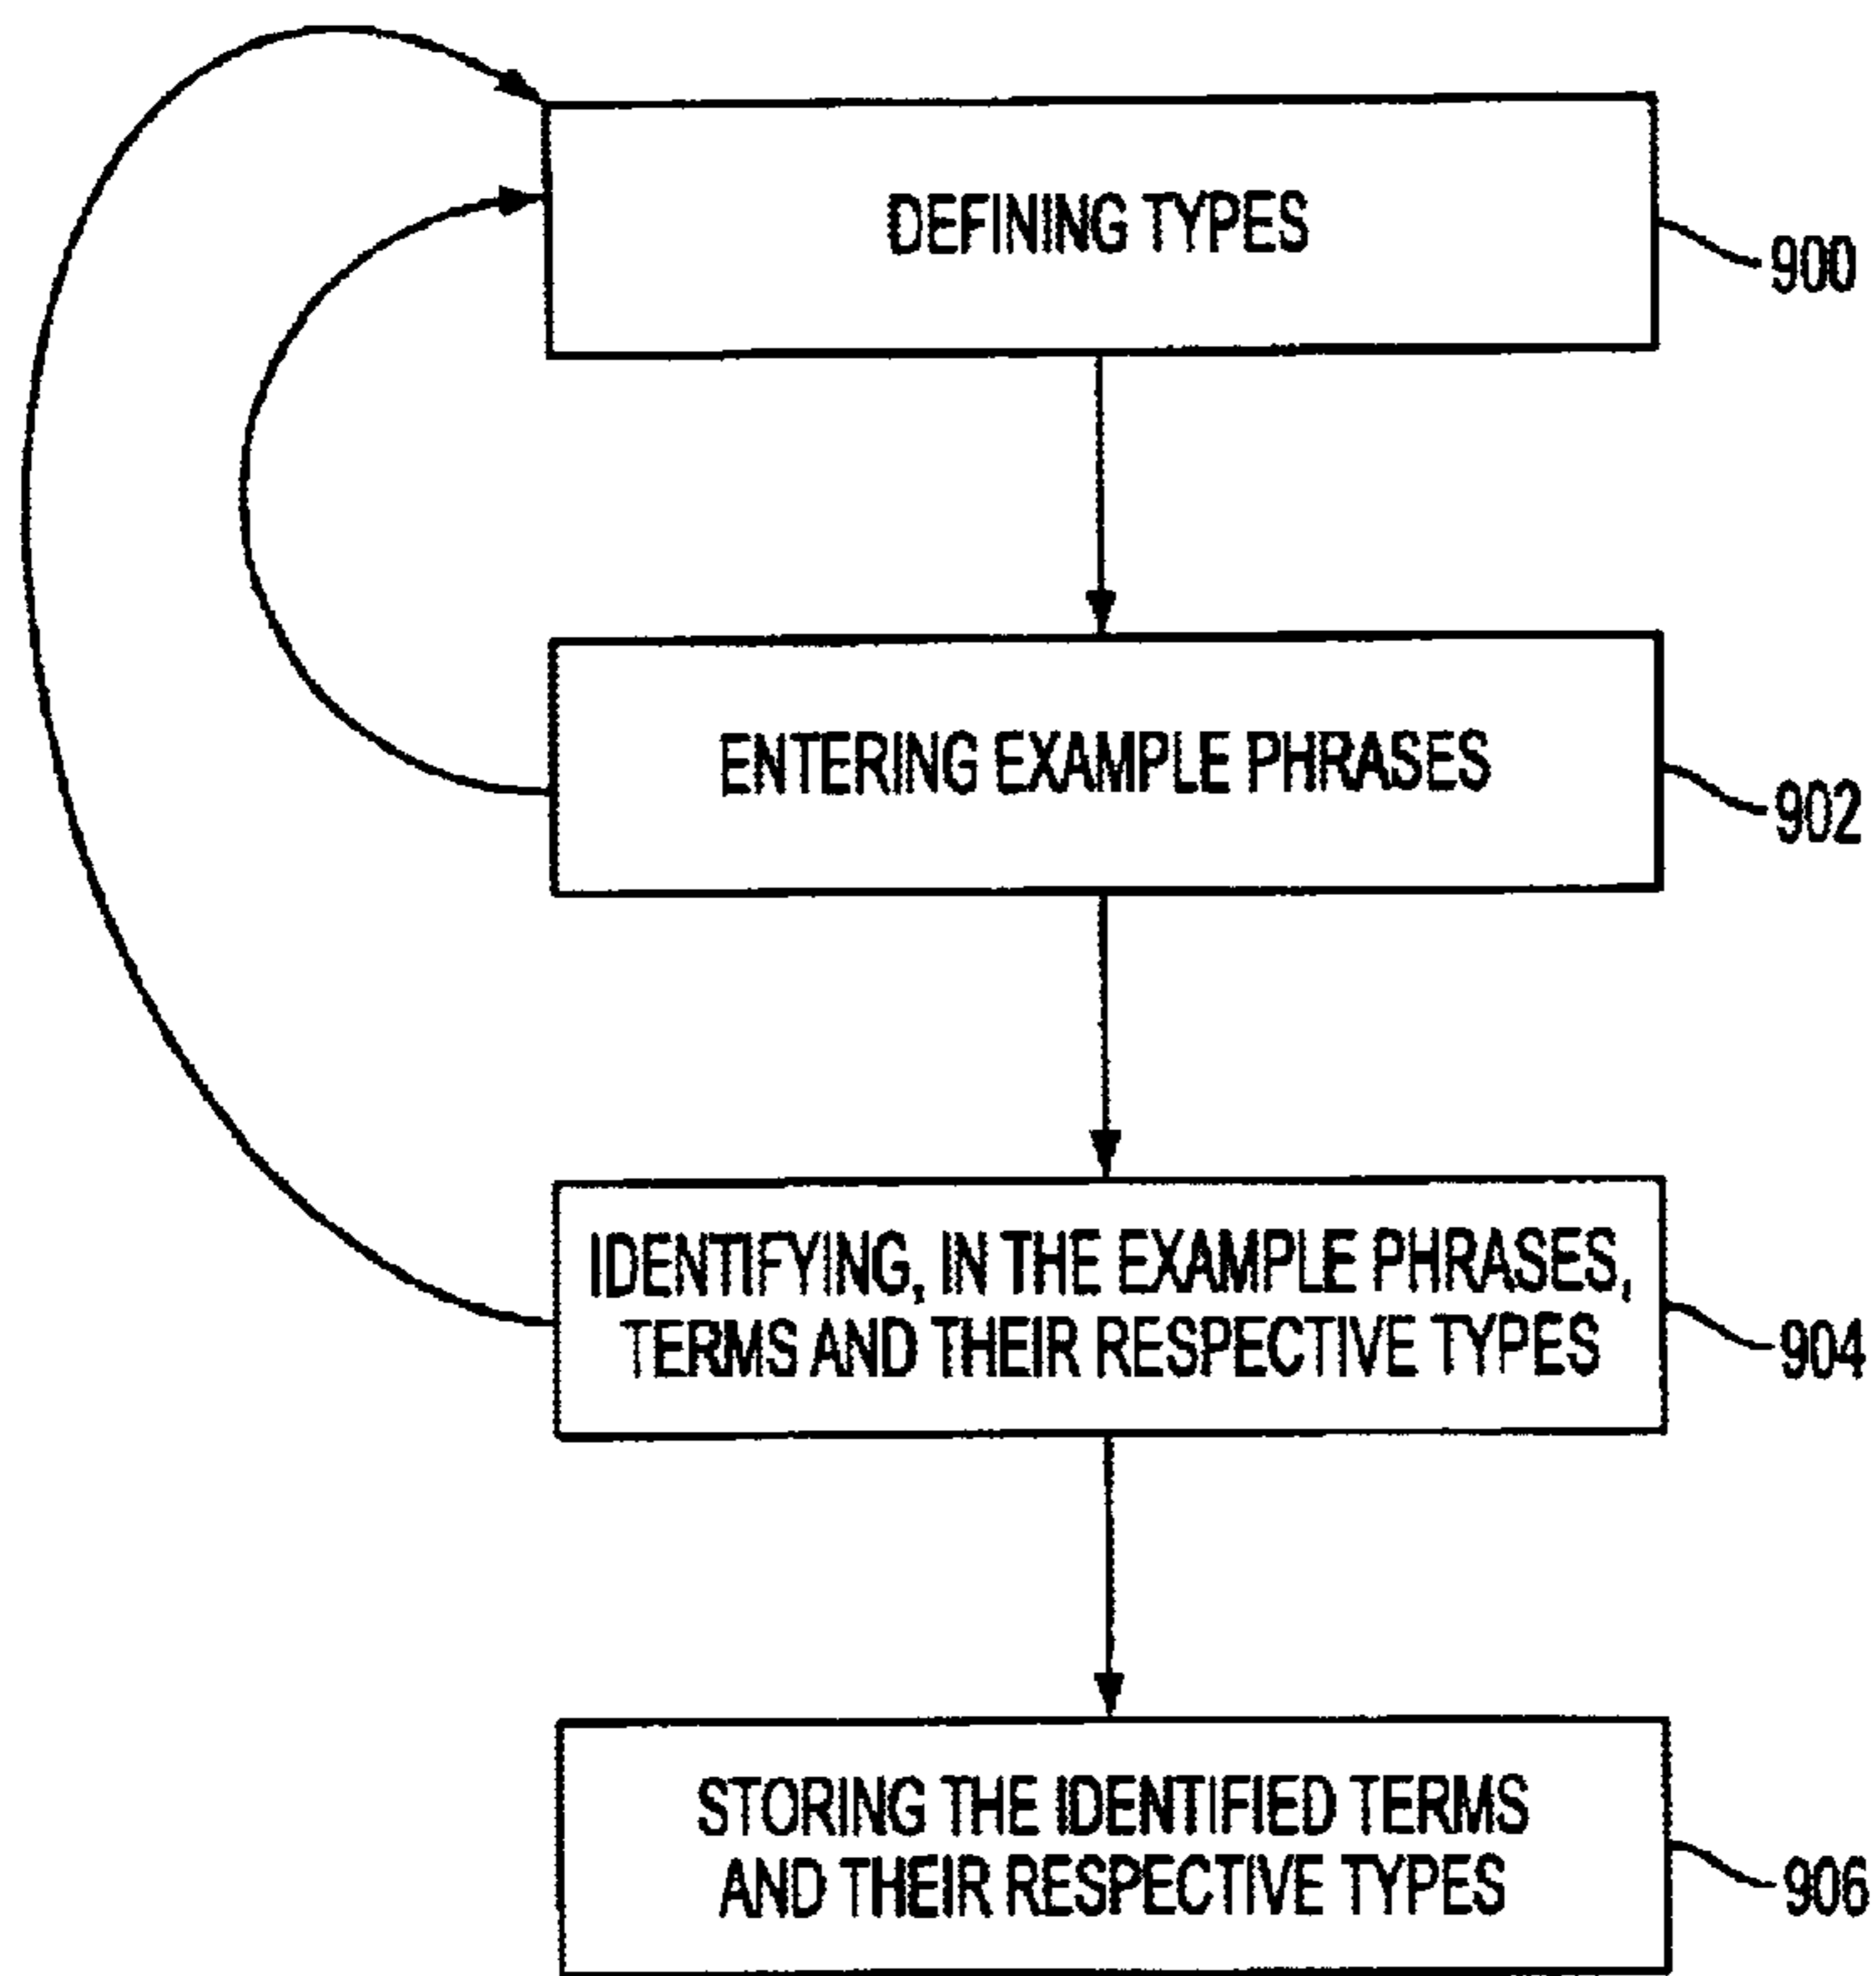 DEFINING TYPES
900
ENTERING EXAMPLE PHRASES
902
IDENTIFYING, IN THE EXAMPLE PHRASES,
TERMS AND THEIR RESPECTIVE TYPES
904
STORING THE IDENTIFIED TERMS
AND THEIR RESPECTIVE TYPES
906